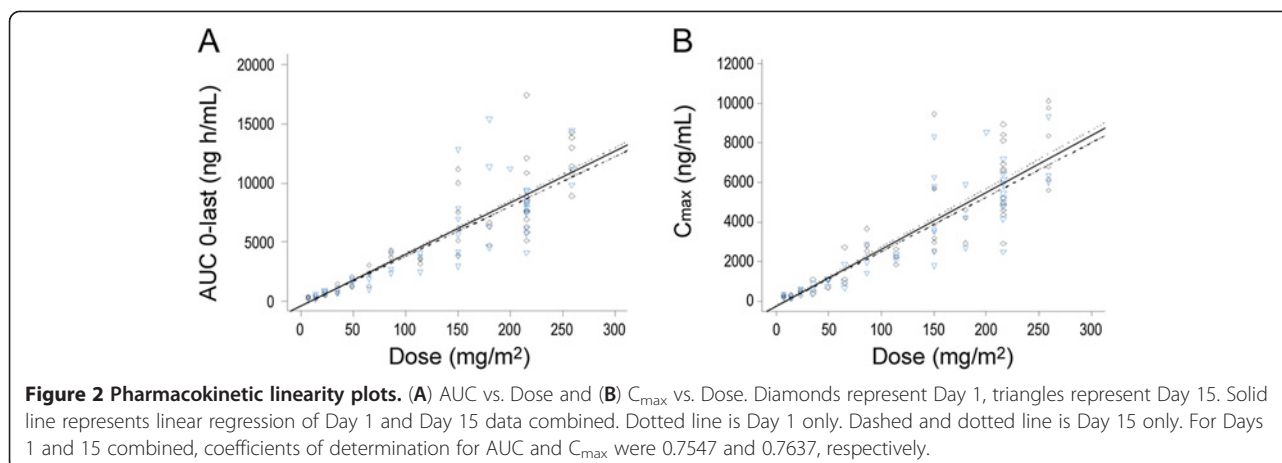 A
B
20000
15000
10000
5000
0
AUC 0-last (ng h/mL)
0 50 100 150 200 250 300
Dose (mg/m²)
12000
10000
8000
6000
4000
2000
0
Cmax (ng/mL)
0 50 100 150 200 250 300
Dose (mg/m²)
Figure 2 Pharmacokinetic linearity plots. (A) AUC vs. Dose and (B) Cmax vs. Dose. Diamonds represent Day 1, triangles represent Day 15. Solid
line represents linear regression of Day 1 and Day 15 data combined. Dotted line is Day 1 only. Dashed and dotted line is Day 15 only. For Days
1 and 15 combined, coefficients of determination for AUC and Cmax were 0.7547 and 0.7637, respectively.